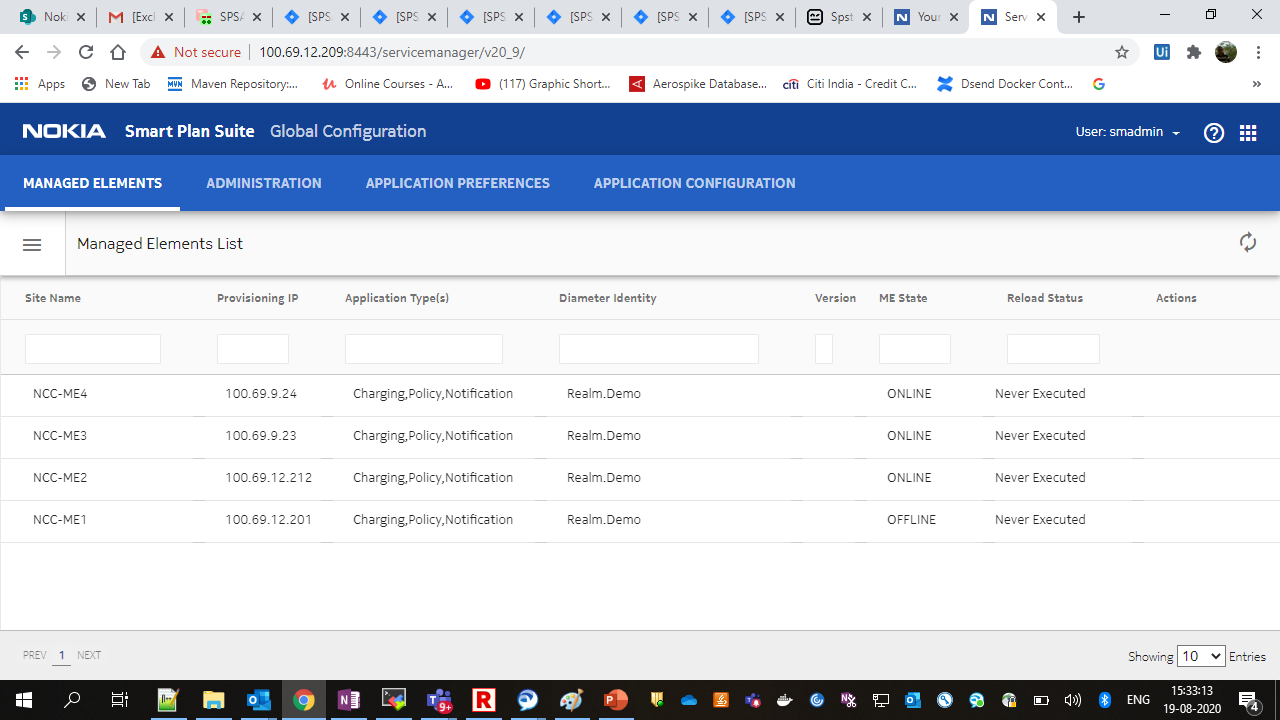 Noki
[Excl
SPSA
[SPS
[SPS
[SPS
[SPS
[SPS
[SPS
Spst
Your
Serv
Not secure
100.69.12.209:8443/servicemanager/v20_9/
Apps
New Tab
Maven Repository:...
Online Courses - A...
(117) Graphic Short...
Aerospike Database...
citi Citi India - Credit C...
Dsend Docker Cont...
»
NOKIA Smart Plan Suite Global Configuration
User: smadmin
MANAGED ELEMENTS ADMINISTRATION APPLICATION PREFERENCES APPLICATION CONFIGURATION
Managed Elements List
Site Name Provisioning IP Application Type(s) Diameter Identity Version ME State Reload Status Actions
NCC-ME4 100.69.9.24 Charging,Policy,Notification Realm.Demo ONLINE Never Executed
NCC-ME3 100.69.9.23 Charging,Policy,Notification Realm.Demo ONLINE Never Executed
NCC-ME2 100.69.12.212 Charging,Policy,Notification Realm.Demo ONLINE Never Executed
NCC-ME1 100.69.12.201 Charging,Policy,Notification Realm.Demo OFFLINE Never Executed
PREV 1 NEXT
Showing 10 Entries
9+
ENG
13:33:13
19-08-2020
4